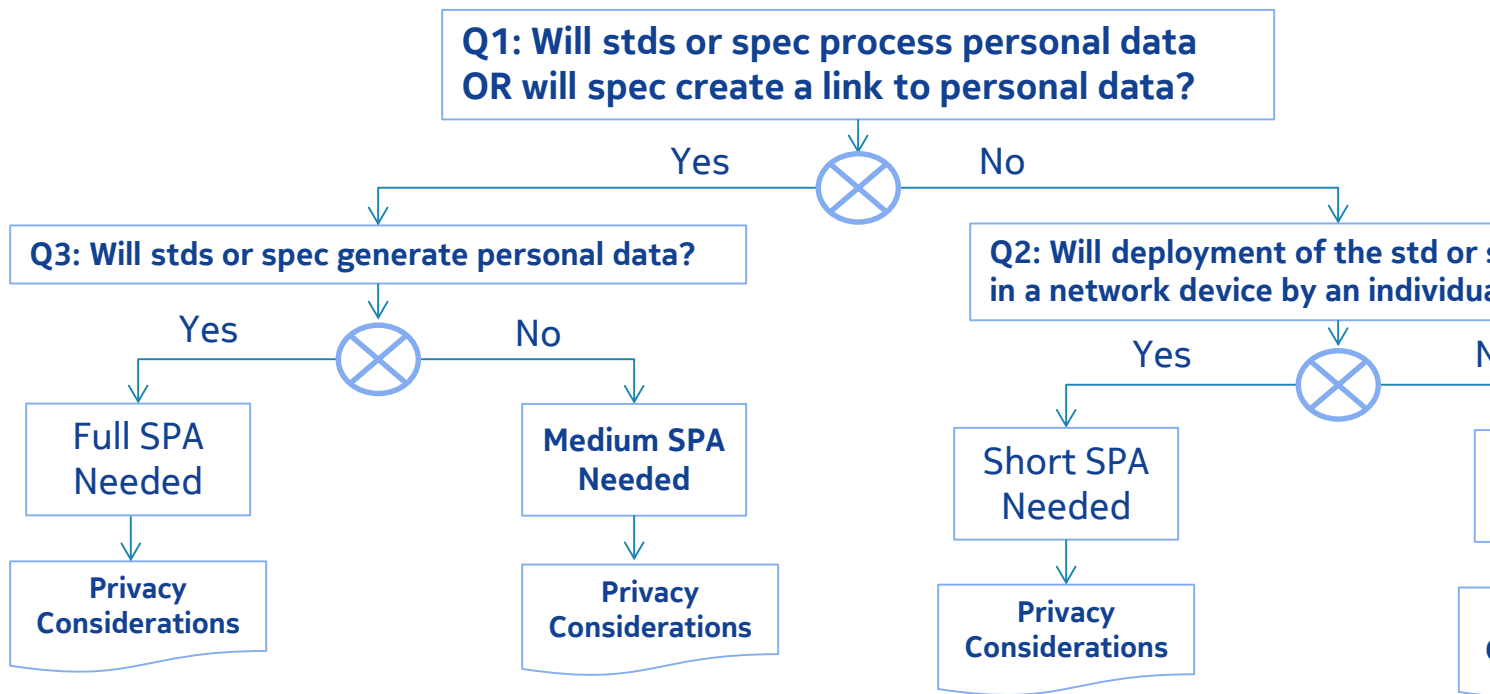 Q1: Will stds or spec process personal data
OR will spec create a link to personal data?
Yes
No
Q3: Will stds or spec generate personal data?
Q2: Will deployment of the std or
in a network device by an
Yes
No
Yes
Full SPA
Needed
Medium SPA
Needed
Short SPA
Needed
Privacy
Considerations
Privacy
Considerations
Privacy
Considerations